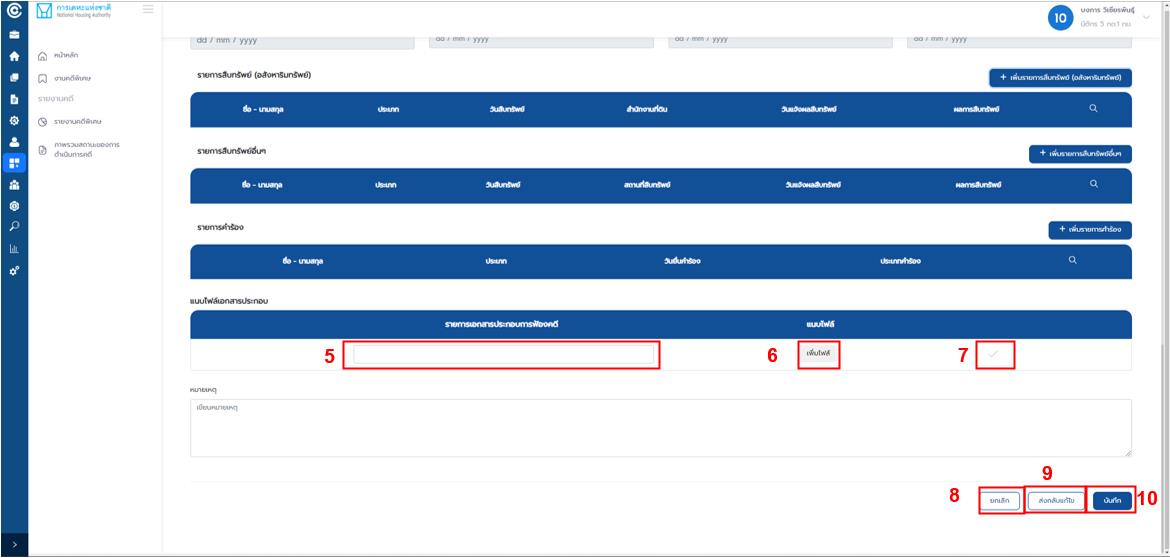 การเคหะแห่งชาติ
National Housing Authority
10
บงการ วิเชียรพันธุ์
นิติกร 5 กด1 กม.
หน้าหลัก
งานคดีพิเศษ
รายงานคดี
รายงานคดีพิเศษ
ภาพรวมสถานะของการ
ดำเนินการคดี
dd / mm / yyyy
dd / mm / yyyy
dd / mm / yyyy
dd / mm / yyyy
รายการสืบทรัพย์ (อสังหาริมทรัพย์)
+ เพิ่มรายการสืบทรัพย์ (อสังหาริมทรัพย์)
ชื่อ - นามสกุล
ประเภท
วันสืบทรัพย์
สำนักงานที่ดิน
วันแจ้งผลสืบทรัพย์
ผลการสืบทรัพย์
รายการสืบทรัพย์อื่นๆ
+ เพิ่มรายการสืบทรัพย์อื่นๆ
ชื่อ - นามสกุล
ประเภท
วันสืบทรัพย์
สถานที่สืบทรัพย์
วันแจ้งผลสืบทรัพย์
ผลการสืบทรัพย์
รายการคำร้อง
+ เพิ่มรายการคำร้อง
ชื่อ - นามสกุล
ประเภท
วันยื่นคำร้อง
ประเภทคำร้อง
แนบไฟล์เอกสารประกอบ
รายการเอกสารประกอบการฟ้องคดี
แนบไฟล์
5
6
เพิ่มไฟล์
7
หมายเหตุ
เขียนหมายเหตุ
9
8
ยกเลิก
ส่งกลับแก้ไข
บันทึก
10